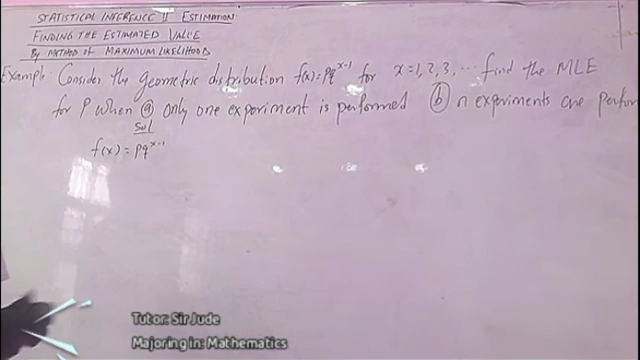 STATISTICAL INFERENCE II ESTIMATION
FINDING THE ESTIMATED VALUE
BY METHOD OF MAXIMUM LIKELIHOOD
Example: Consider the geometric distribution f(x)=pq^{x-1} for x=1,2,3,... find the MLE
for P when (a) only one experiment is performed (b) n experiments are perfor
Sol
f(x) = pq^{x-1}
Tutor: Sir Jude
Majoring in: Mathematics